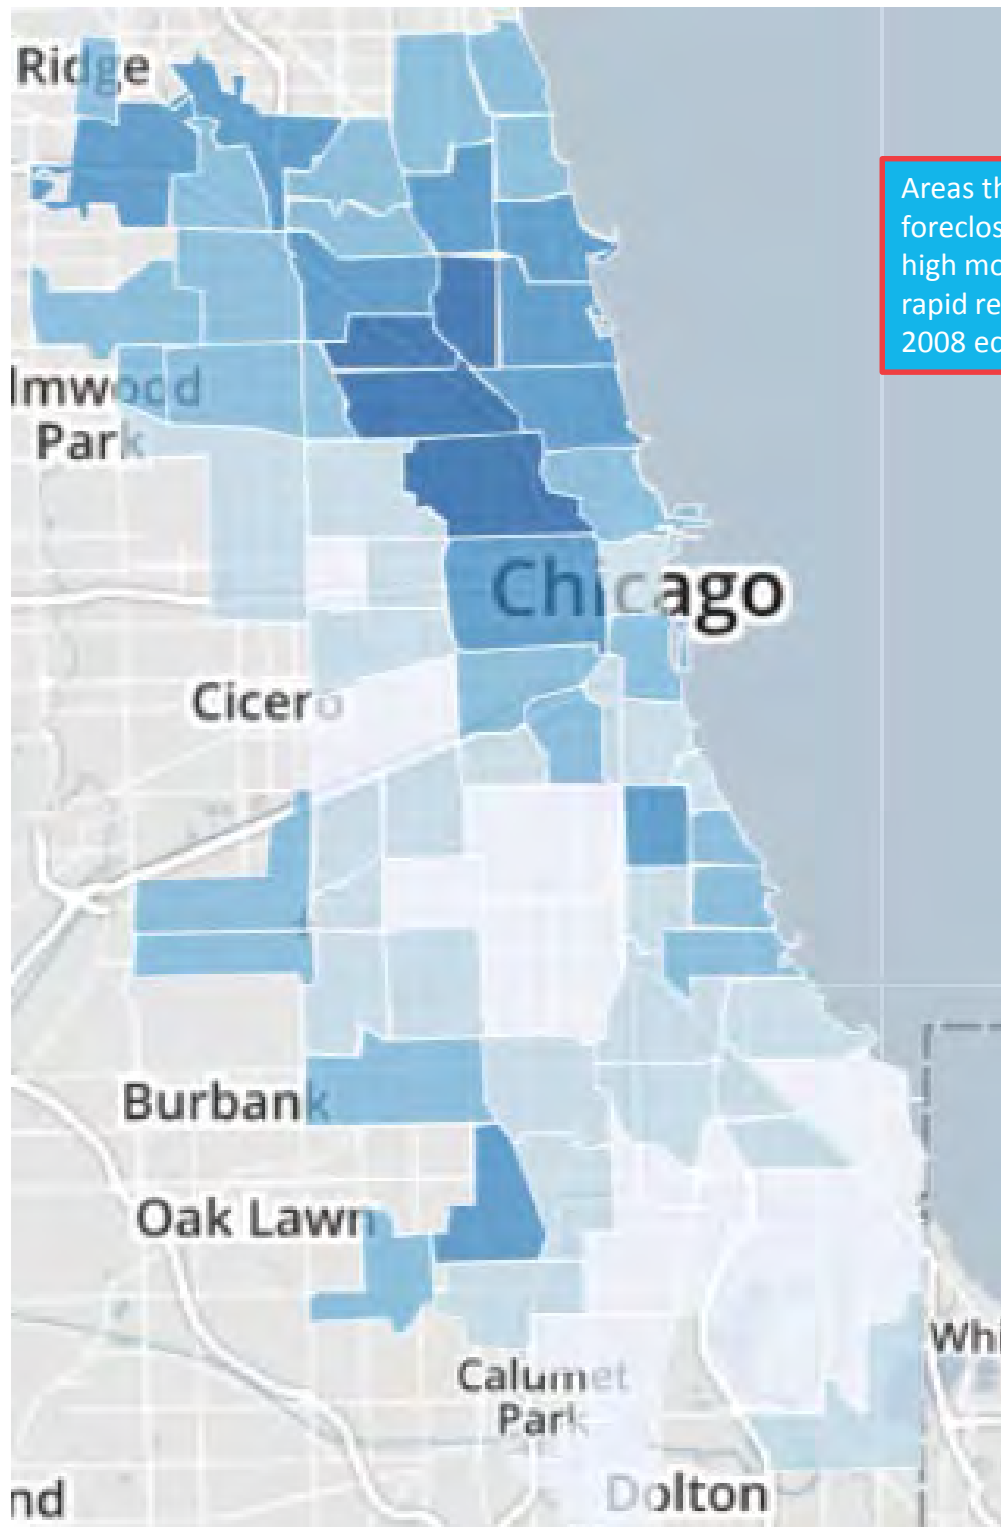 Ridge
Areas th
foreclos
high mo
rapid re
2008 ec
lmwood
Park
Chicago
Cicero
Burbank
Oak Lawn
Whi
Calumet
Park
Dolton
nd